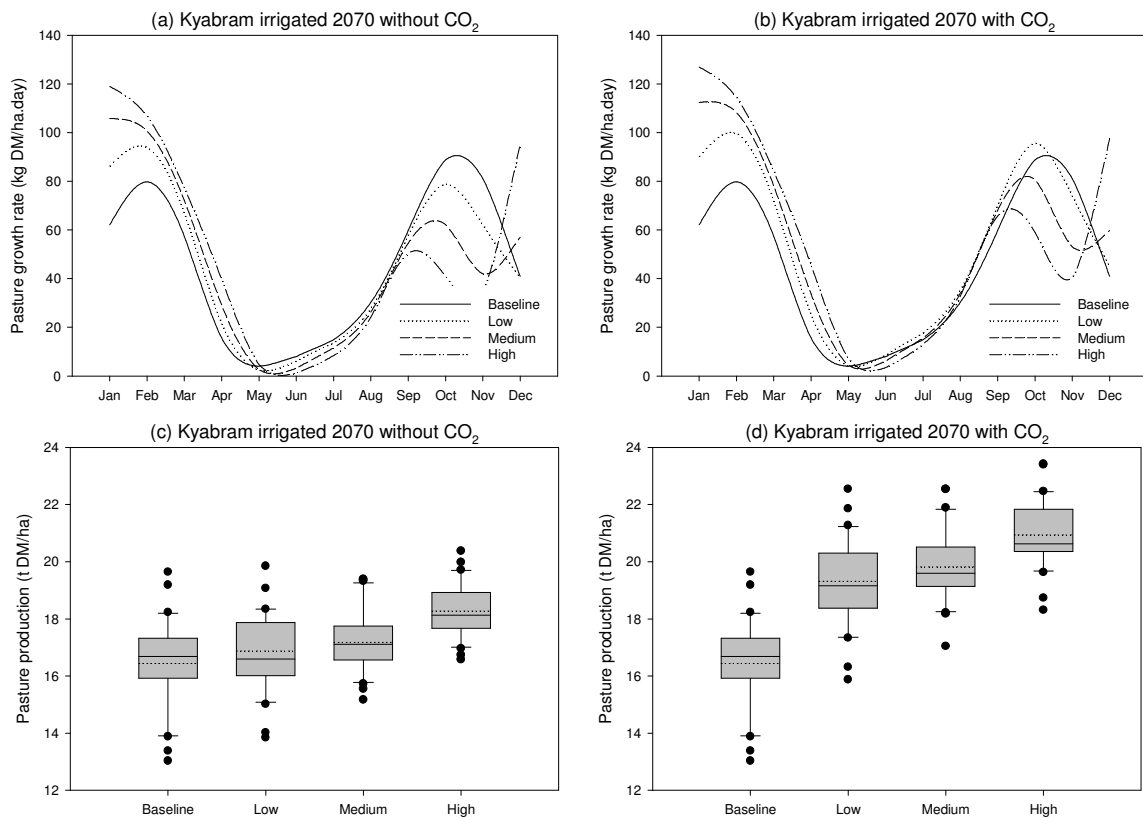 (a) Kyabram irrigated 2070 without CO₂
Pasture growth rate (kg DM/ha.day)
140
120
100
80
60
40
20
0
Jan Feb Mar Apr May Jun Jul Aug Sep Oct Nov Dec
Baseline
Low
Medium
High
(b) Kyabram irrigated 2070 with CO₂
Pasture growth rate (kg DM/ha.day)
140
120
100
80
60
40
20
0
Jan Feb Mar Apr May Jun Jul Aug Sep Oct Nov Dec
Baseline
Low
Medium
High
(c) Kyabram irrigated 2070 without CO₂
Pasture production (t DM/ha)
24
22
20
18
16
14
12
Baseline Low Medium High
(d) Kyabram irrigated 2070 with CO₂
Pasture production (t DM/ha)
24
22
20
18
16
14
12
Baseline Low Medium High